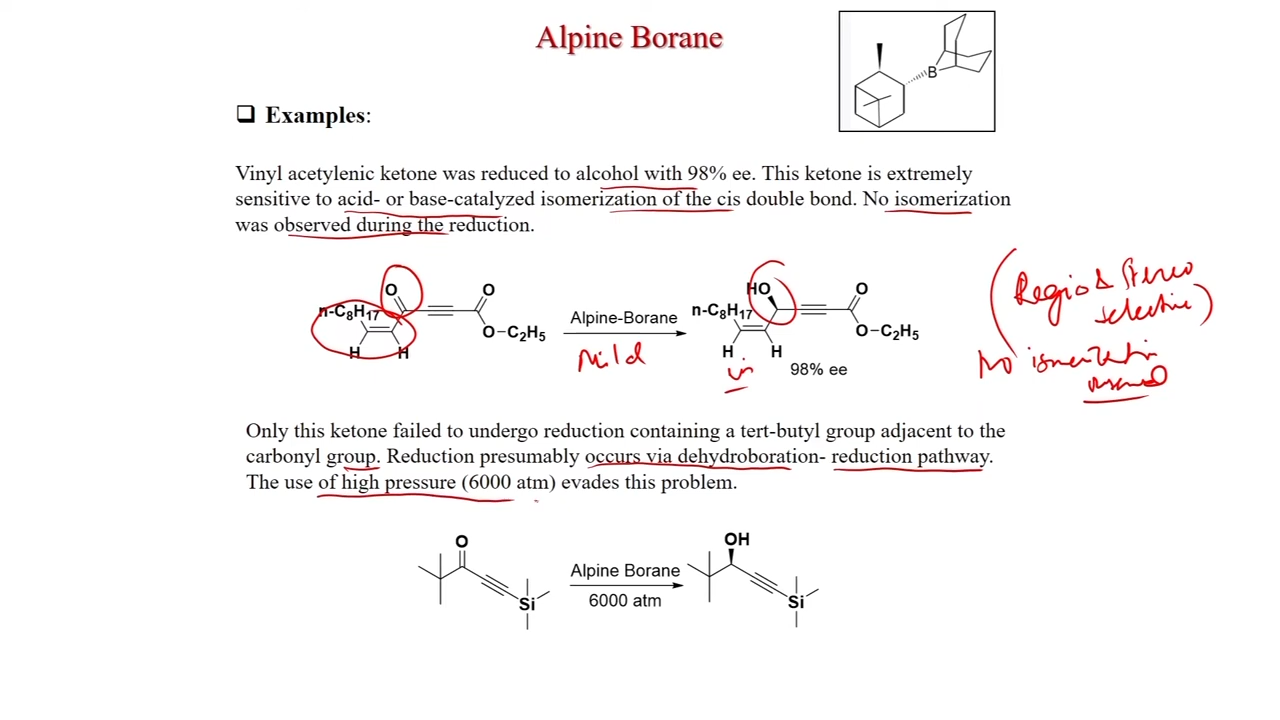 Alpine Borane
B
Examples:
Vinyl acetylenic ketone was reduced to alcohol with 98% ee. This ketone is extremely
sensitive to acid- or base-catalyzed isomerization of the cis double bond. No isomerization
was observed during the reduction.
O
O
n-C₈H₁₇
O-C₂H₅
H
H
Alpine-Borane
Mild
HO
O
n-C₈H₁₇
O-C₂H₅
H
H
98% ee
Regio & Stereo
selective
No
Only this ketone failed to undergo reduction containing a tert-butyl group adjacent to the
carbonyl group. Reduction presumably occurs via dehydroboration- reduction pathway.
The use of high pressure (6000 atm) evades this problem.
O
Si
Alpine Borane
6000 atm
OH
Si